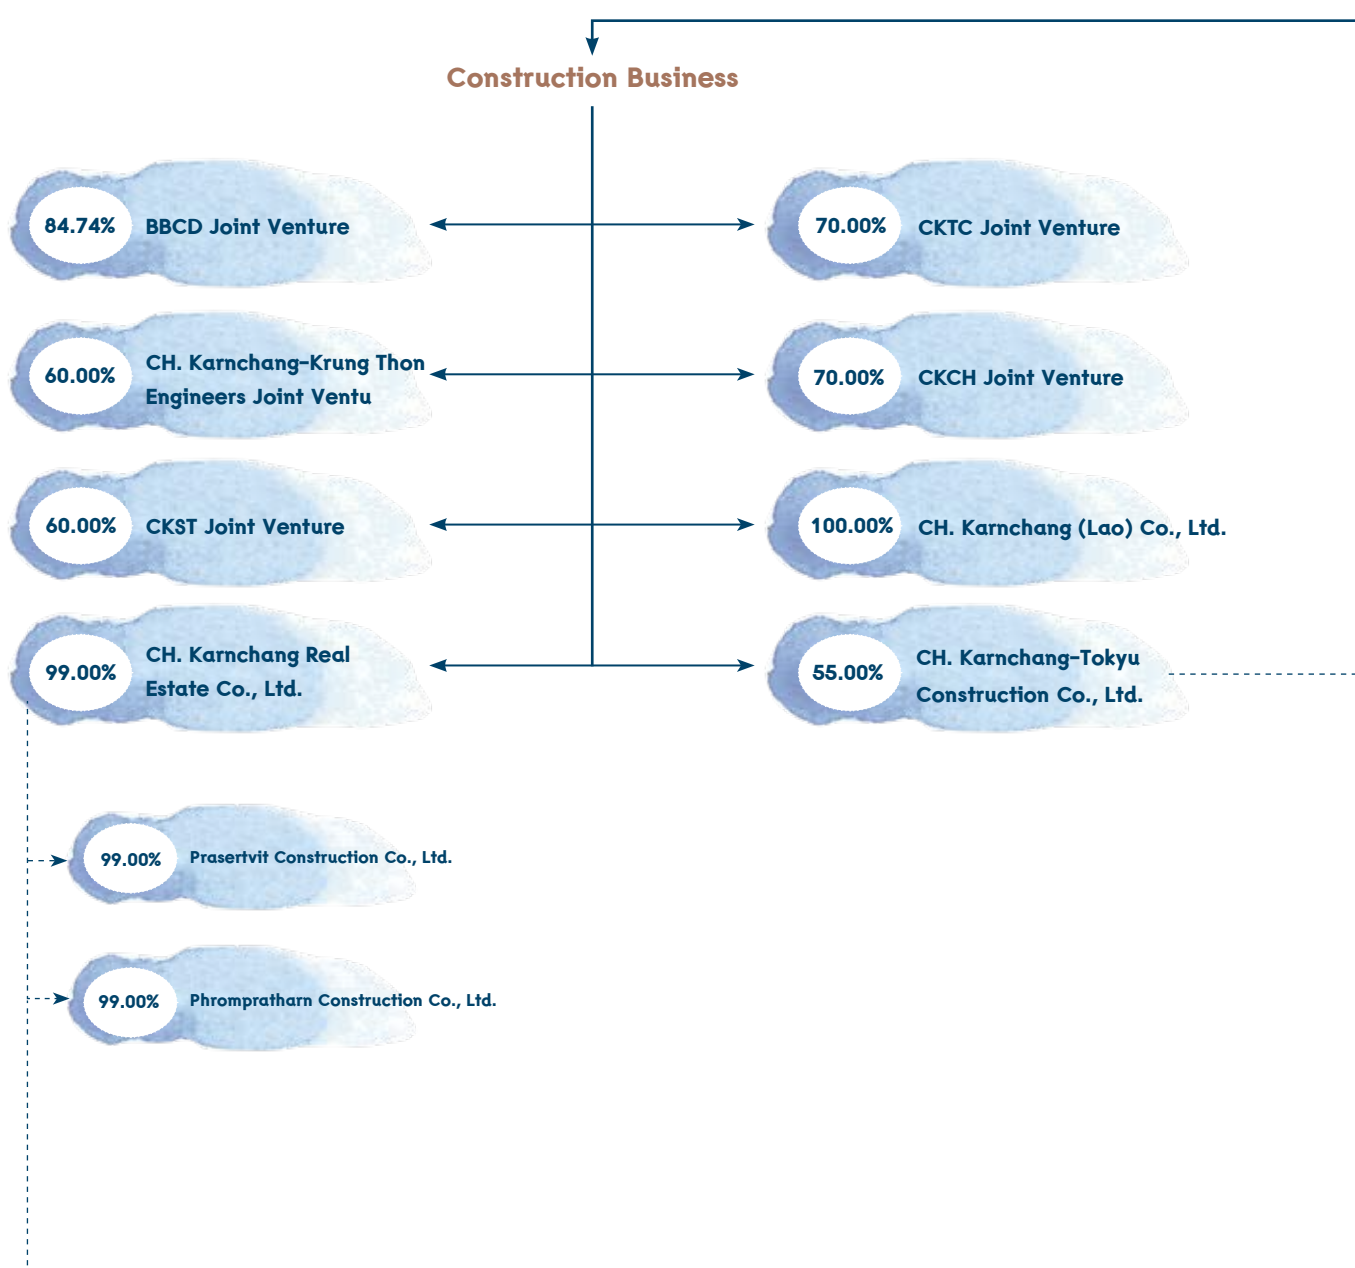 Construction Business
84.74%
BBCD Joint Venture
70.00%
CKTC Joint Venture
60.00%
CH. Karnchang-Krung Thon
Engineers Joint Ventu
70.00%
CKCH Joint Venture
60.00%
CKST Joint Venture
100.00%
CH. Karnchang (Lao) Co., Ltd.
99.00%
CH. Karnchang Real
Estate Co., Ltd.
55.00%
CH. Karnchang-Tokyu
Construction Co., Ltd.
99.00%
Prasertvit Construction Co., Ltd.
99.00%
Phrompratharn Construction Co., Ltd.